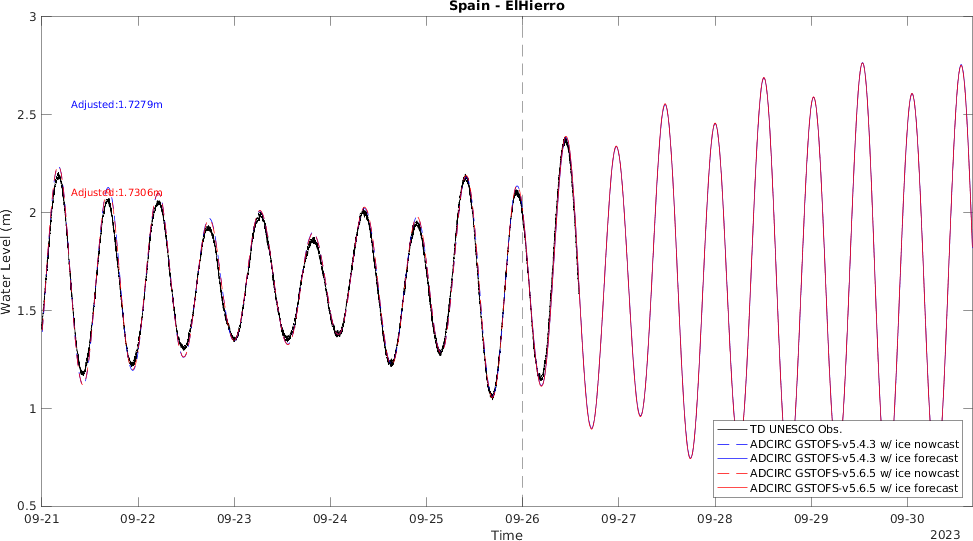 Spain - ElHierro
3
2.5
2
1.5
1
0.5
Water Level (m)
Adjusted:1.7279m
Adjusted:1.7306m
TD UNESCO Obs.
ADCIRC GSTOFS-v5.4.3 w/ ice nowcast
ADCIRC GSTOFS-v5.4.3 w/ ice forecast
ADCIRC GSTOFS-v5.6.5 w/ ice nowcast
ADCIRC GSTOFS-v5.6.5 w/ ice forecast
09-21 09-22 09-23 09-24 09-25 09-26 09-27 09-28 09-29 09-30
Time
2023